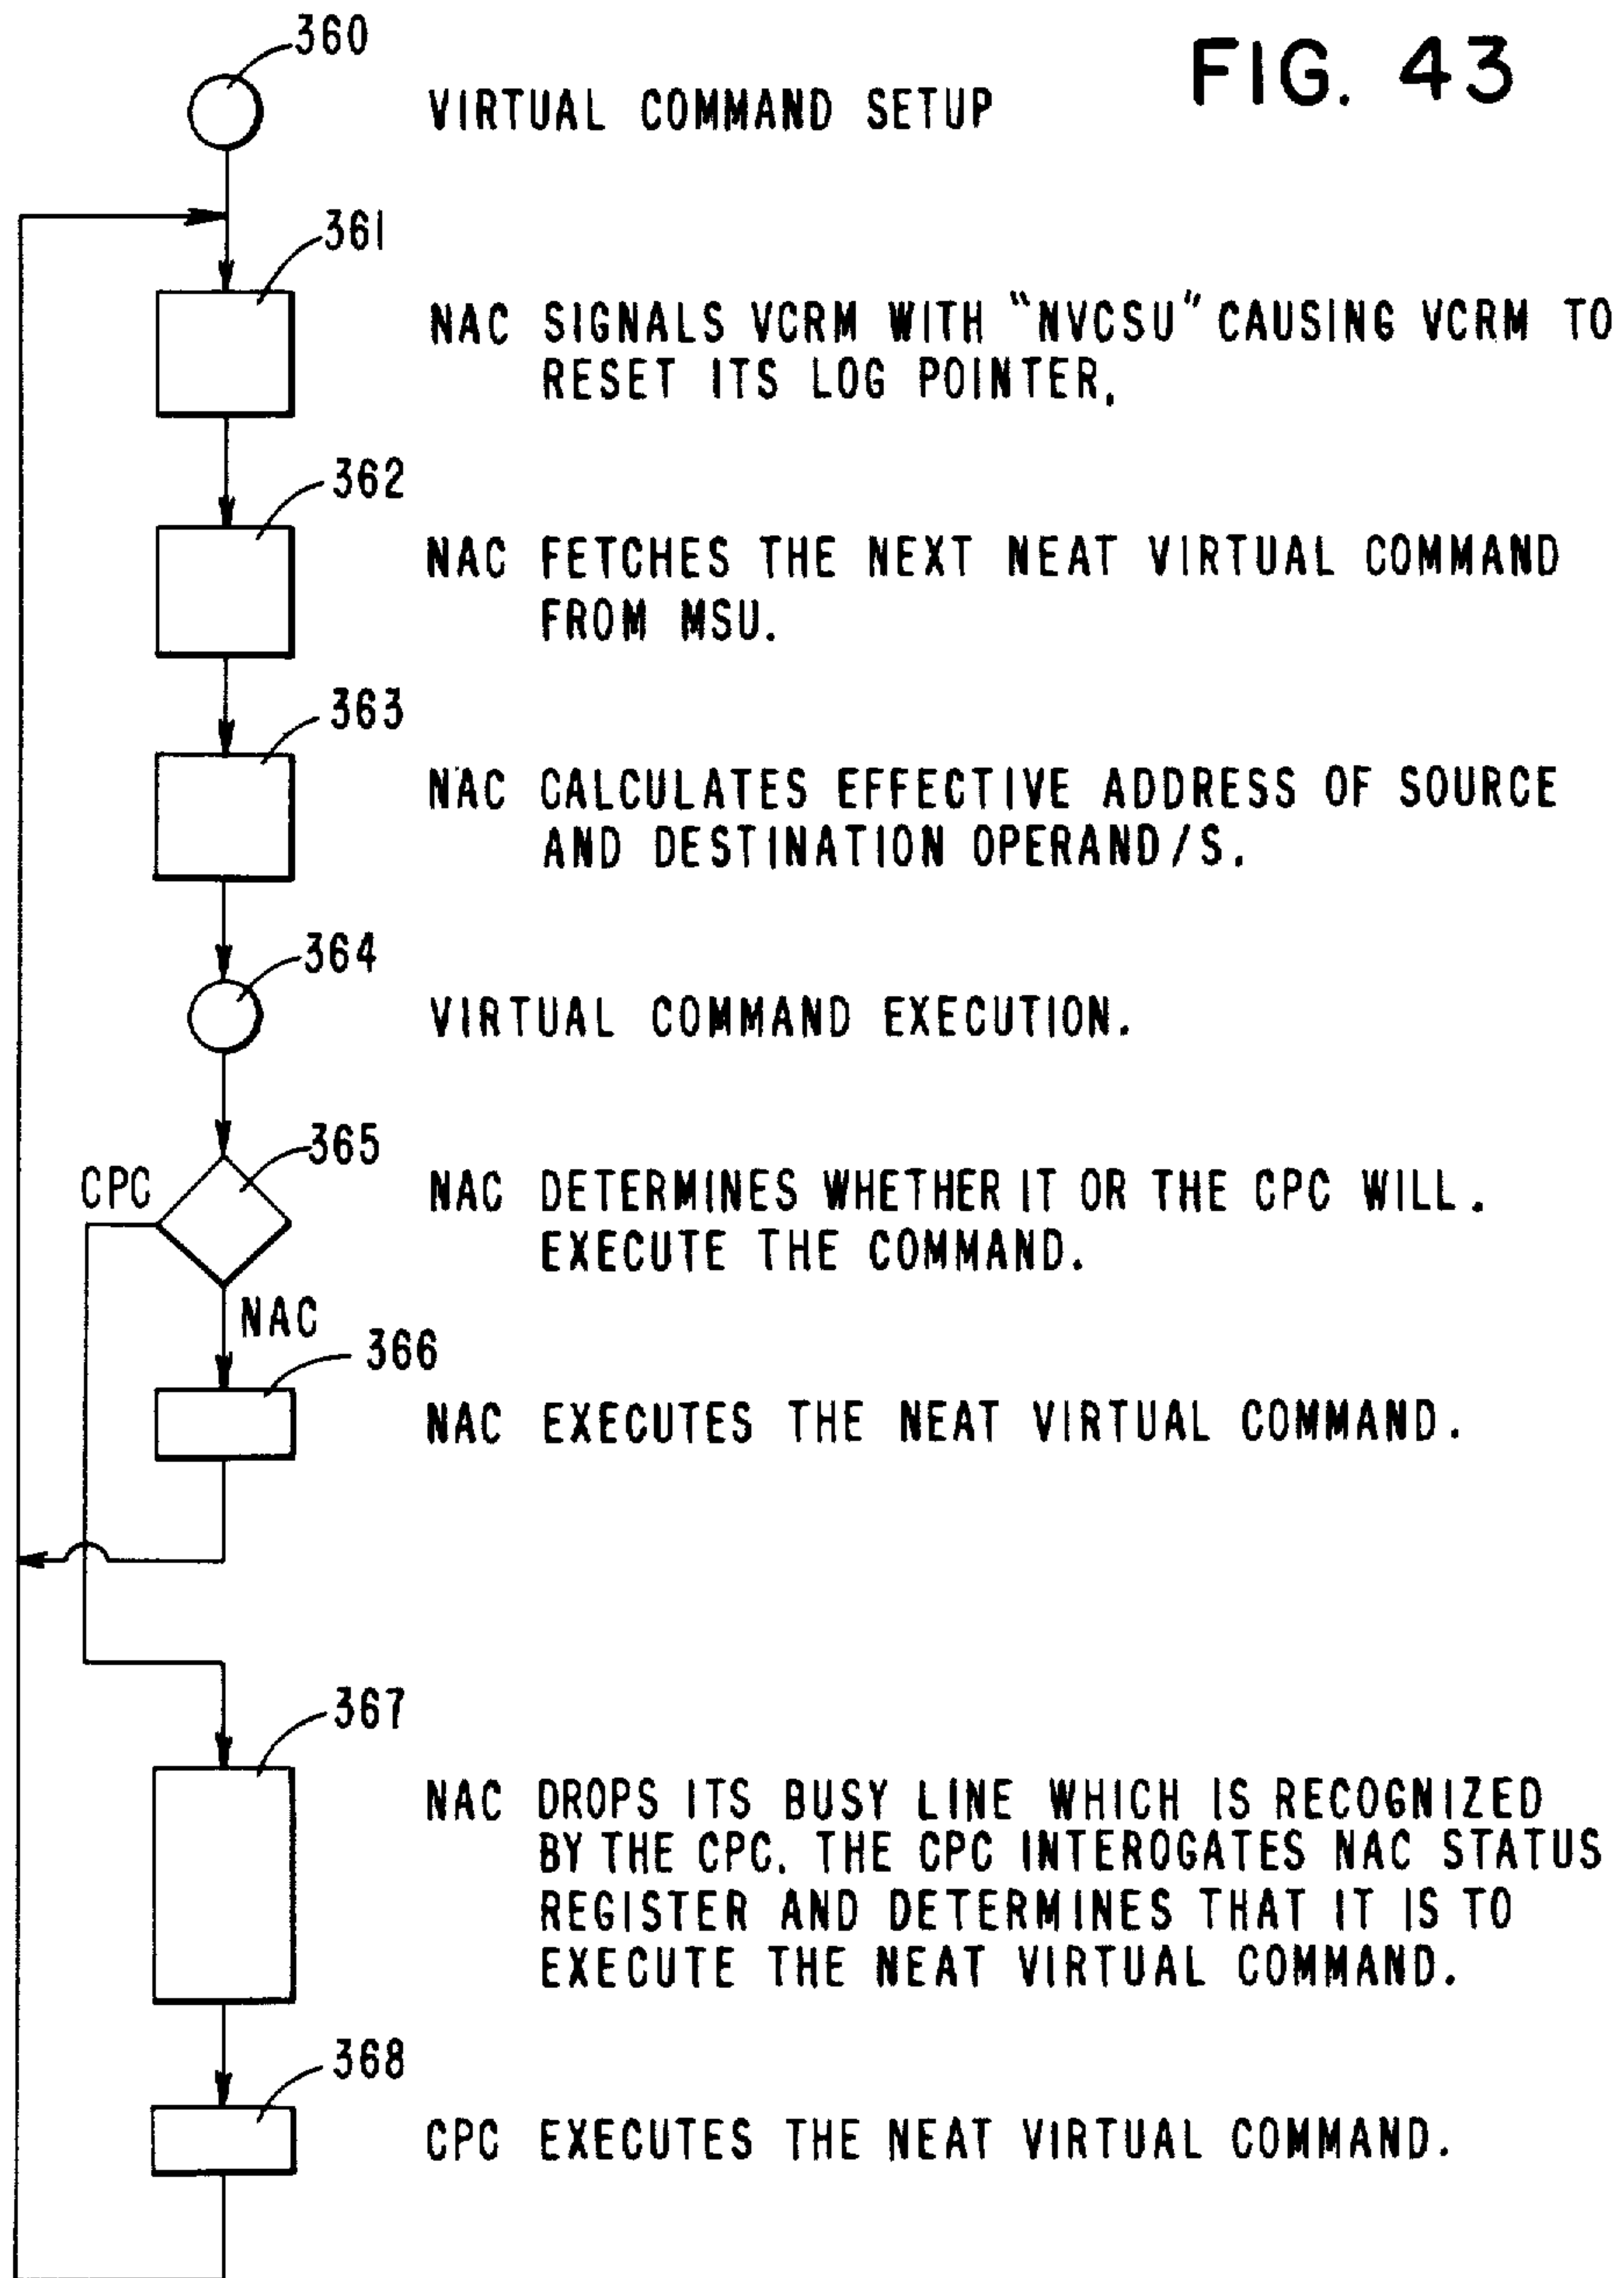 360
FIG. 43
VIRTUAL COMMAND SETUP
361
NAC SIGNALS VCRM WITH "NVCSU" CAUSING VCRM TO
RESET ITS LOG POINTER.
362
NAC FETCHES THE NEXT NEAT VIRTUAL COMMAND
FROM MSU.
363
NAC CALCULATES EFFECTIVE ADDRESS OF SOURCE
AND DESTINATION OPERAND/S.
364
VIRTUAL COMMAND EXECUTION.
365
CPC
NAC DETERMINES WHETHER IT OR THE CPC WILL.
EXECUTE THE COMMAND.
NAC
366
NAC EXECUTES THE NEAT VIRTUAL COMMAND.
367
NAC DROPS ITS BUSY LINE WHICH IS RECOGNIZED
BY THE CPC. THE CPC INTEROGATES NAC STATUS
REGISTER AND DETERMINES THAT IT IS TO
EXECUTE THE NEAT VIRTUAL COMMAND.
368
CPC EXECUTES THE NEAT VIRTUAL COMMAND.